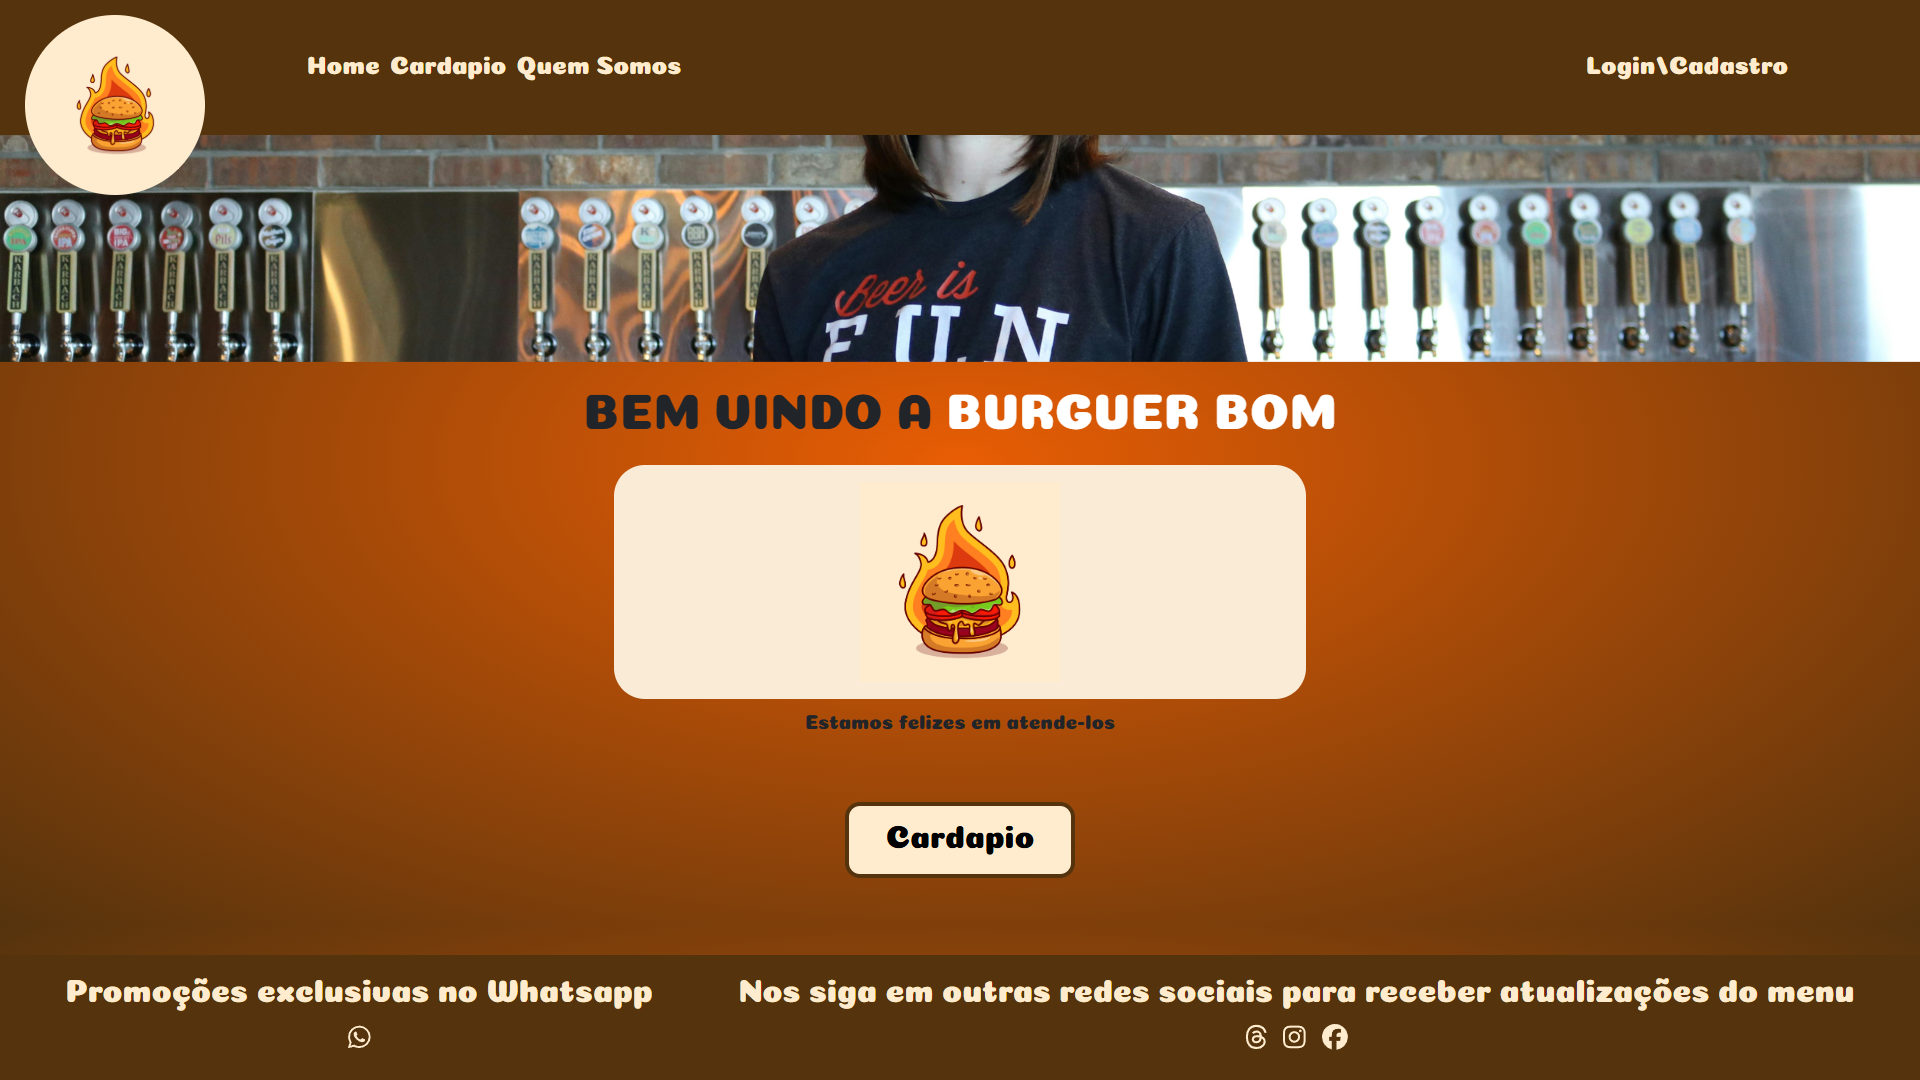 Home Cardapio Quem Somos
Login\Cadastro
Beer is
FUN
BEM VINDO A BURGUER BOM
Estamos felizes em atende-los
Cardapio
Promoções exclusivas no Whatsapp
Nos siga em outras redes sociais para receber atualizações do menu